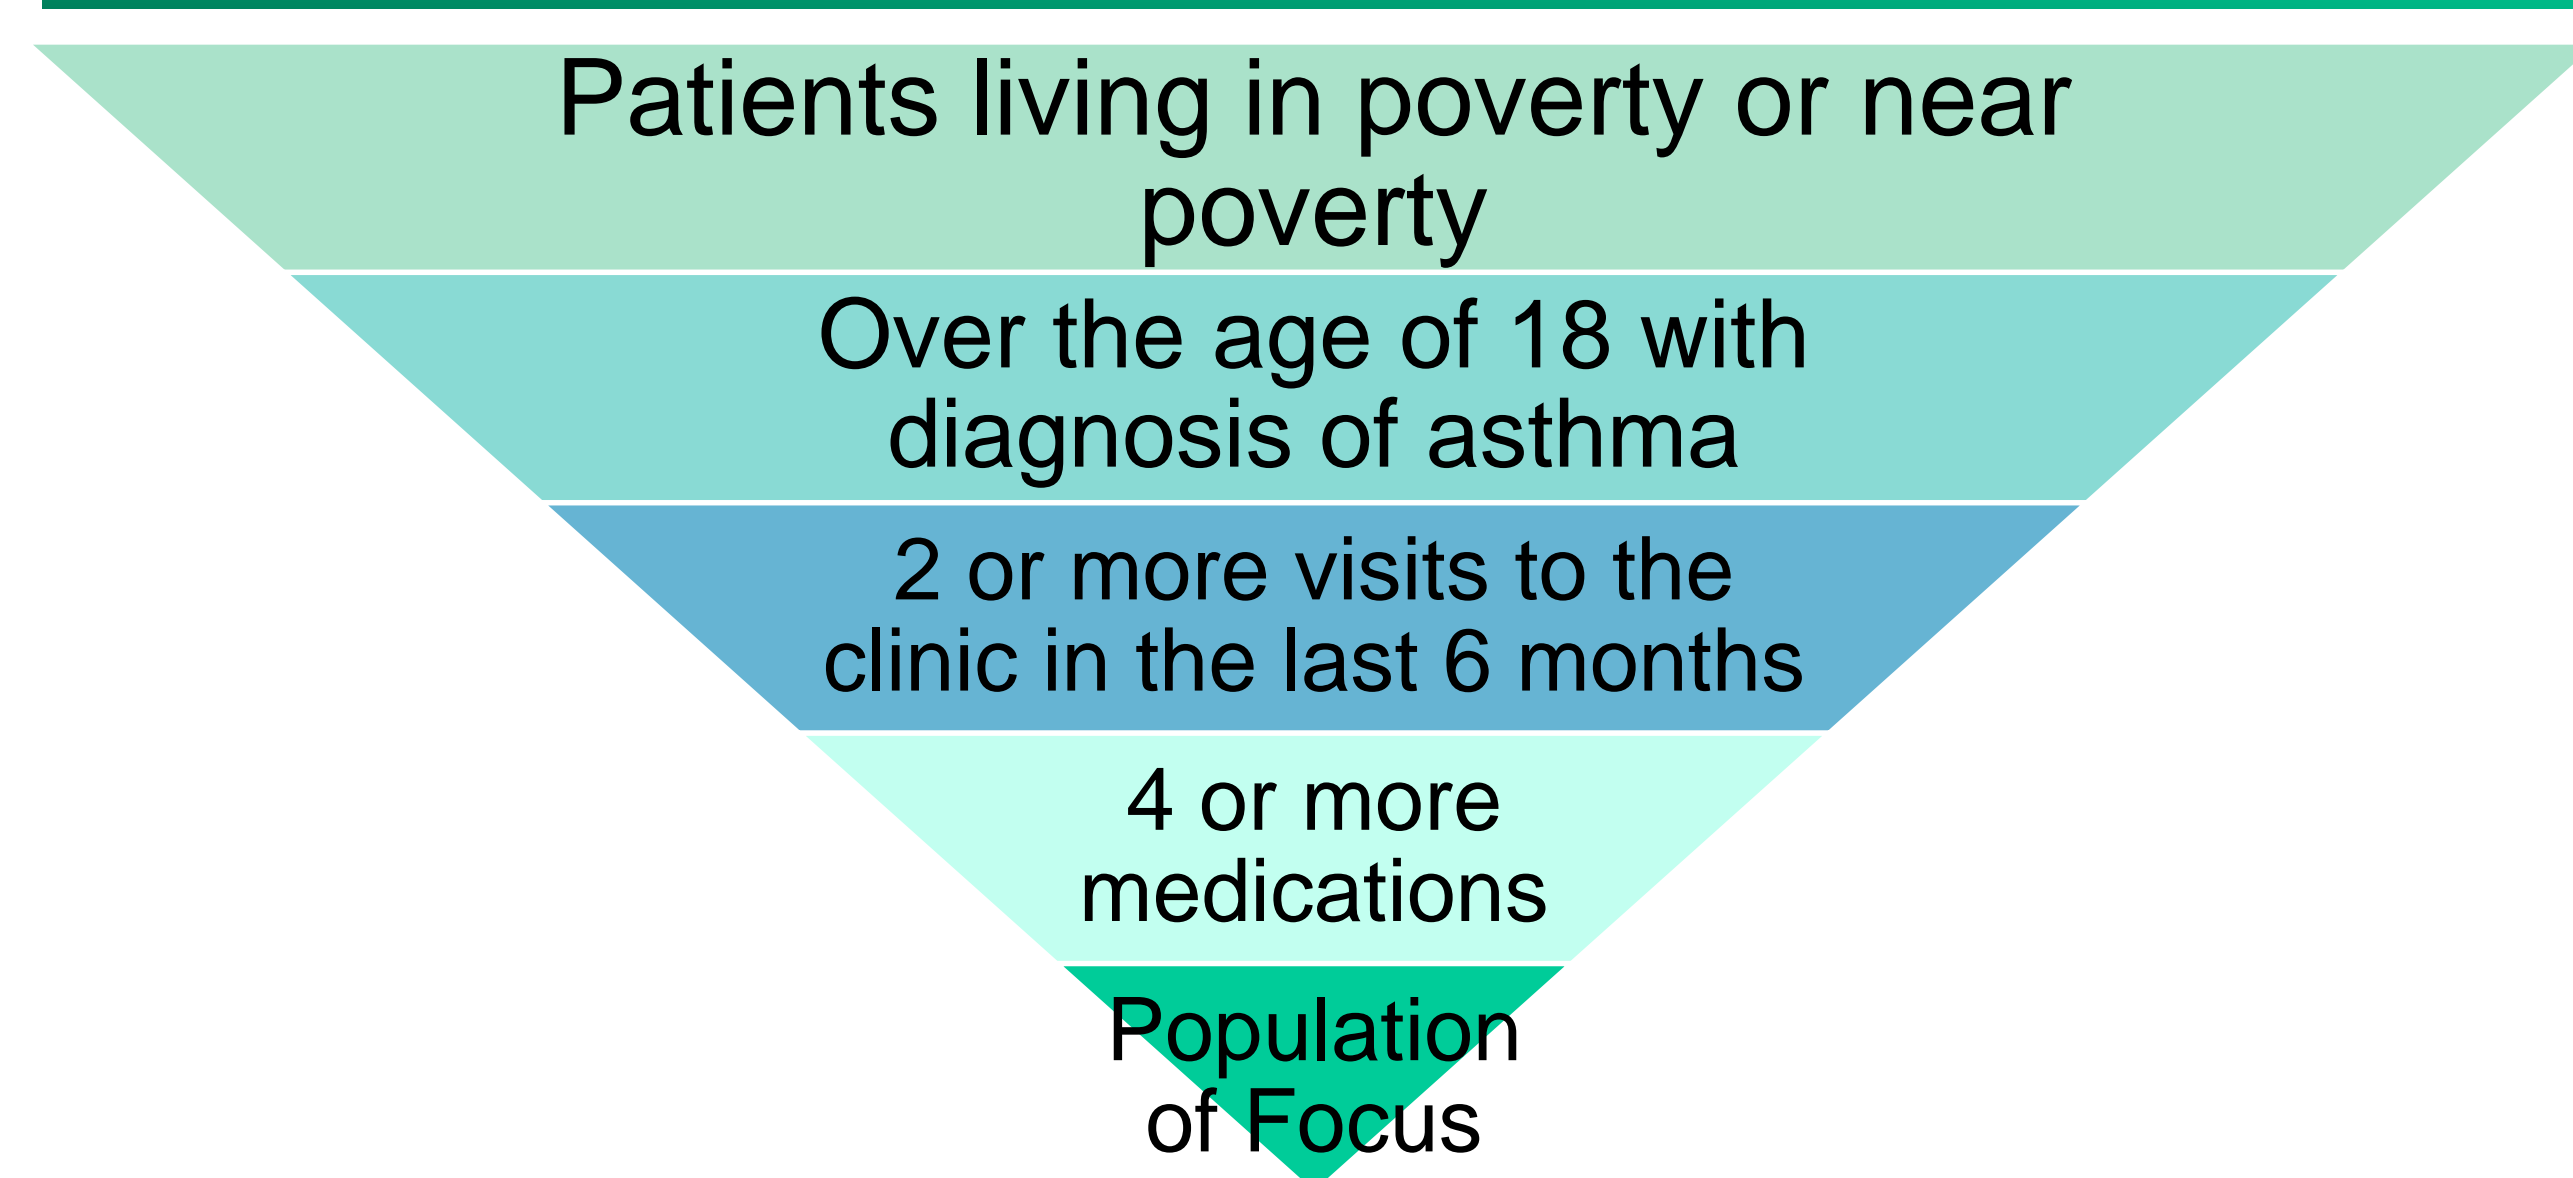 Patients living in poverty or near
poverty
Over the age of 18 with
diagnosis of asthma
2 or more visits to the
clinic in the last 6 months
4 or more
medications
Population
of Focus